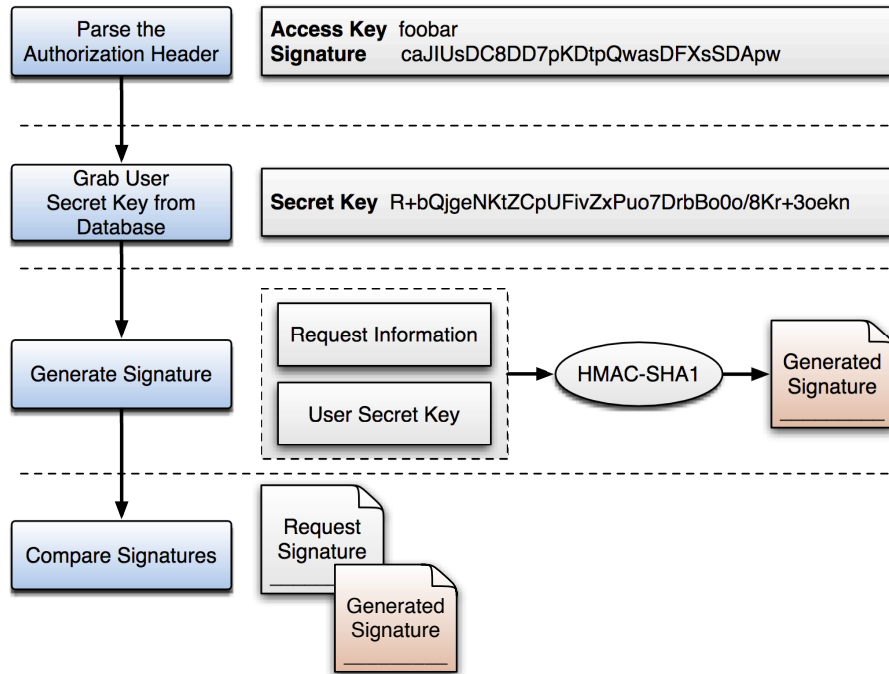 Parse the
Authorization Header
Access Key foobar
Signature caJIUsDC8DD7pKDtpQwasDFXsSDApw
Grab User
Secret Key from
Database
Secret Key R+bQjgeNKtZCpUFivZxPuo7DrbBo0o/8Kr+3oekn
Generate Signature
Request Information
User Secret Key
HMAC-SHA1
Generated
Signature
Compare Signatures
Request
Signature
Generated
Signature